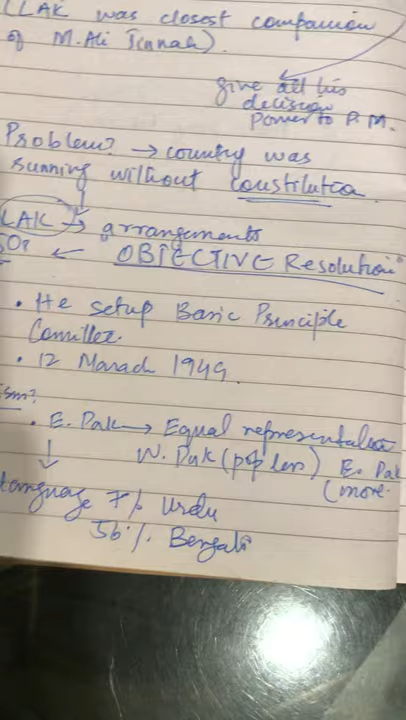 (LAK was closest companion
of M. Ali Jinnah).
give all his
decision
power to P.M.
Problem? → country was
running without constitution
LAK → arrangements
← "OBJECTIVE Resolution"
• He setup Basic Principle
Comittee.
• 12 March 1949.
ism?
• E. Pak → Equal representation
W. Pak (pop less) E. Pak
(more
Language 7% Urdu
56% Bengali